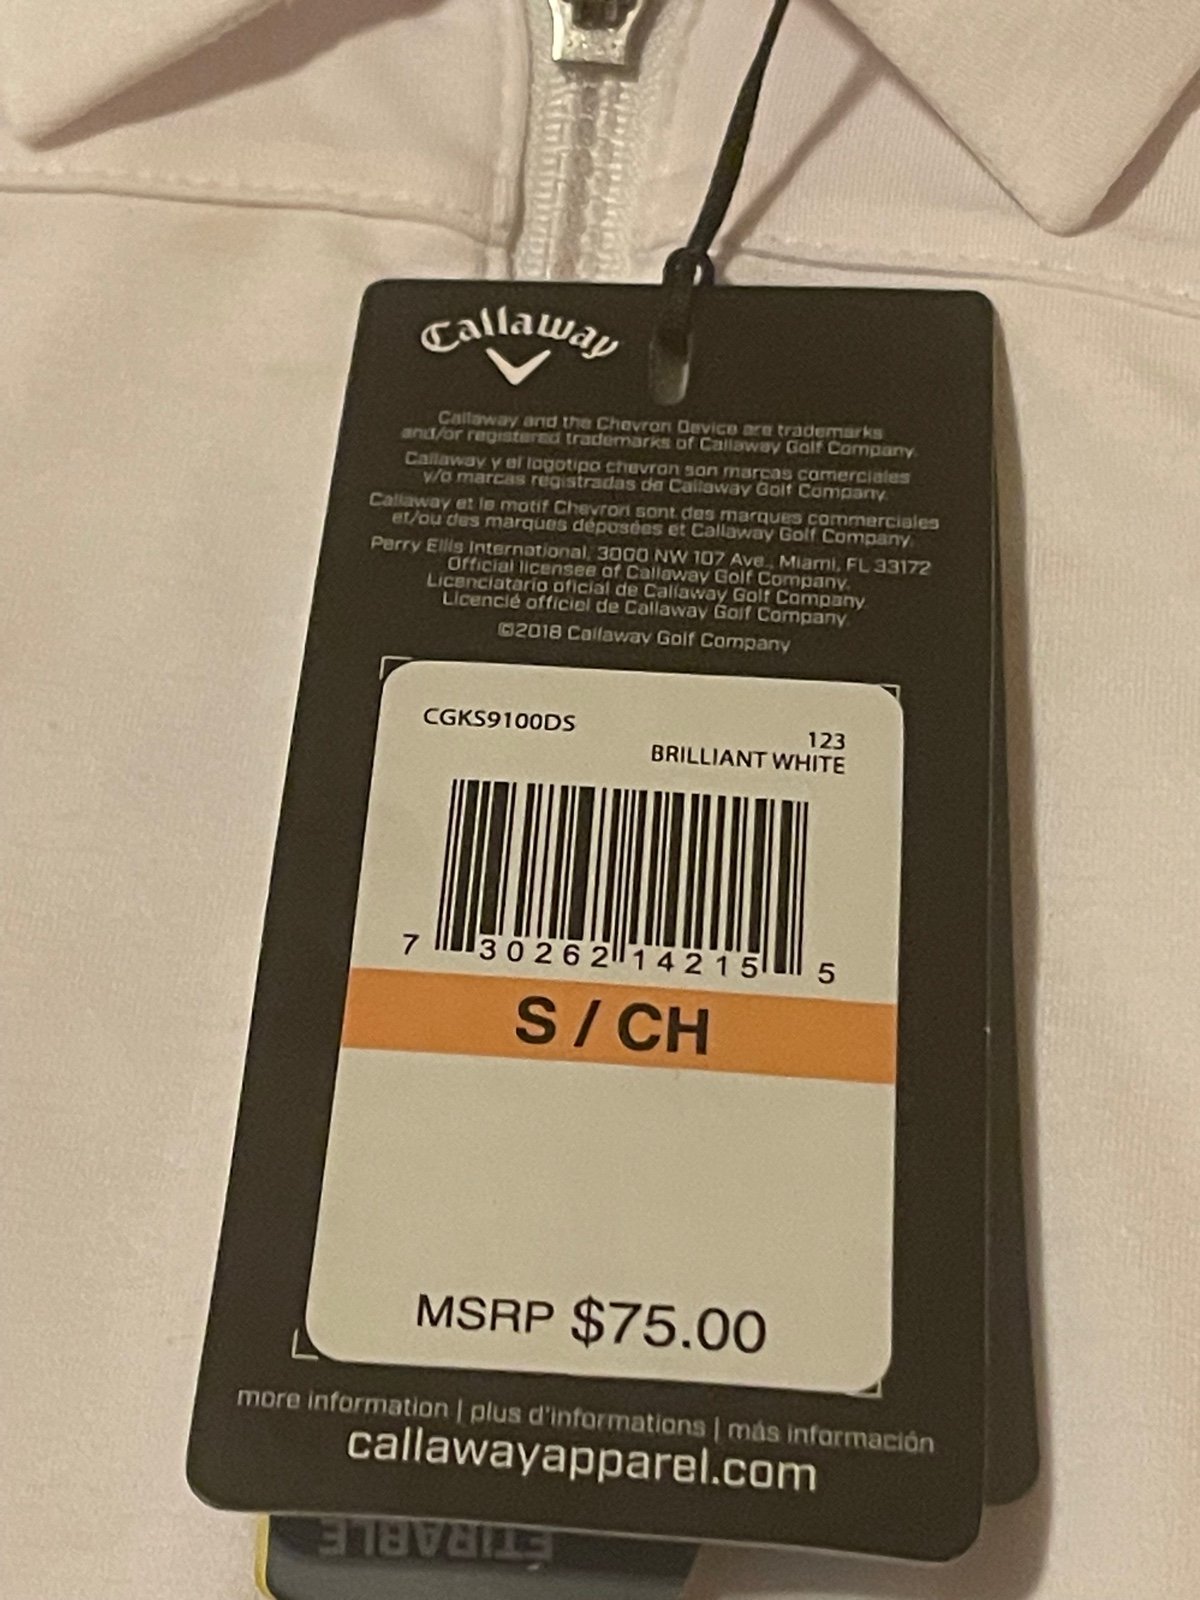 Callaway
Callaway and the Chevron Device are trademarks
and/or registered trademarks of Callaway Golf Company.
Callaway y el logotipo chevron son marcas comerciales
y/o marcas registradas de Callaway Golf Company.
Callaway et le motif Chevron sont des marques commerciales
et/ou des marques déposées et Callaway Golf Company.
Perry Ellis International, 3000 NW 107 Ave., Miami, FL 33172
Official licensee of Callaway Golf Company.
Licenciatario oficial de Callaway Golf Company.
Licencié officiel de Callaway Golf Company.
©2018 Callaway Golf Company
CGKS9100DS
123
BRILLIANT WHITE
7 30262 14215 5
S / CH
MSRP $75.00
more information | plus d'informations | más información
callawayapparel.com
ÉTIRABLE